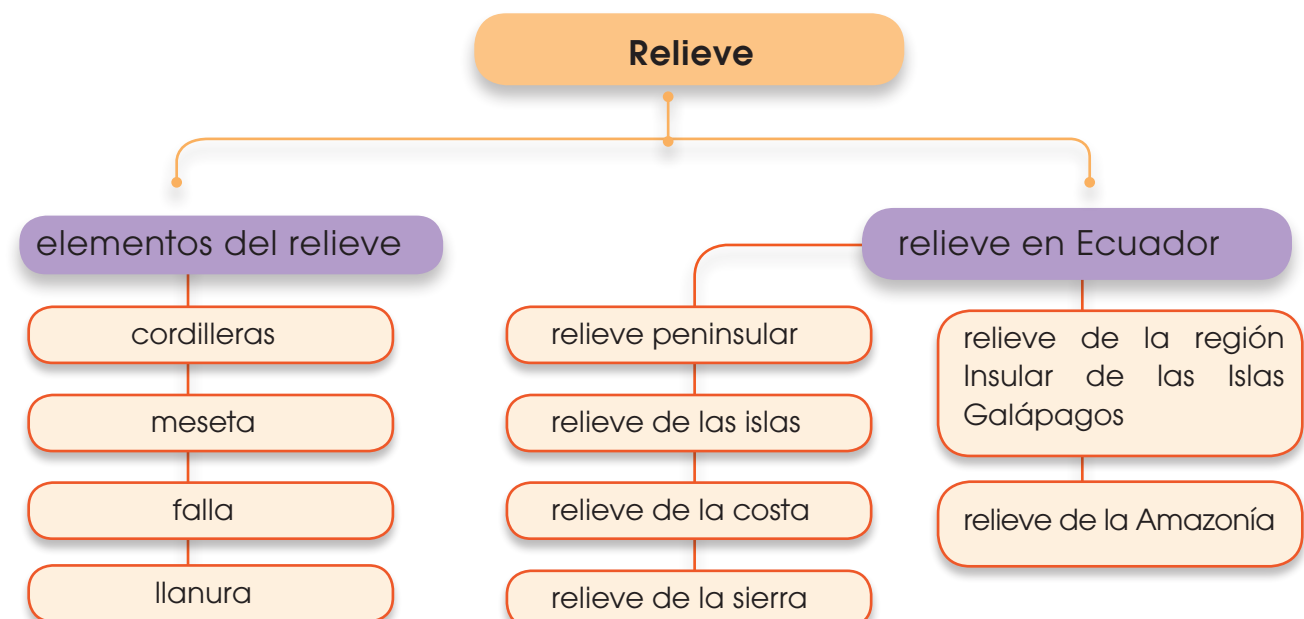 Relieve
elementos del relieve
cordilleras
meseta
falla
llanura
relieve en Ecuador
relieve peninsular
relieve de las islas
relieve de la costa
relieve de la sierra
relieve de la región
Insular de las Islas
Galápagos
relieve de la Amazonía